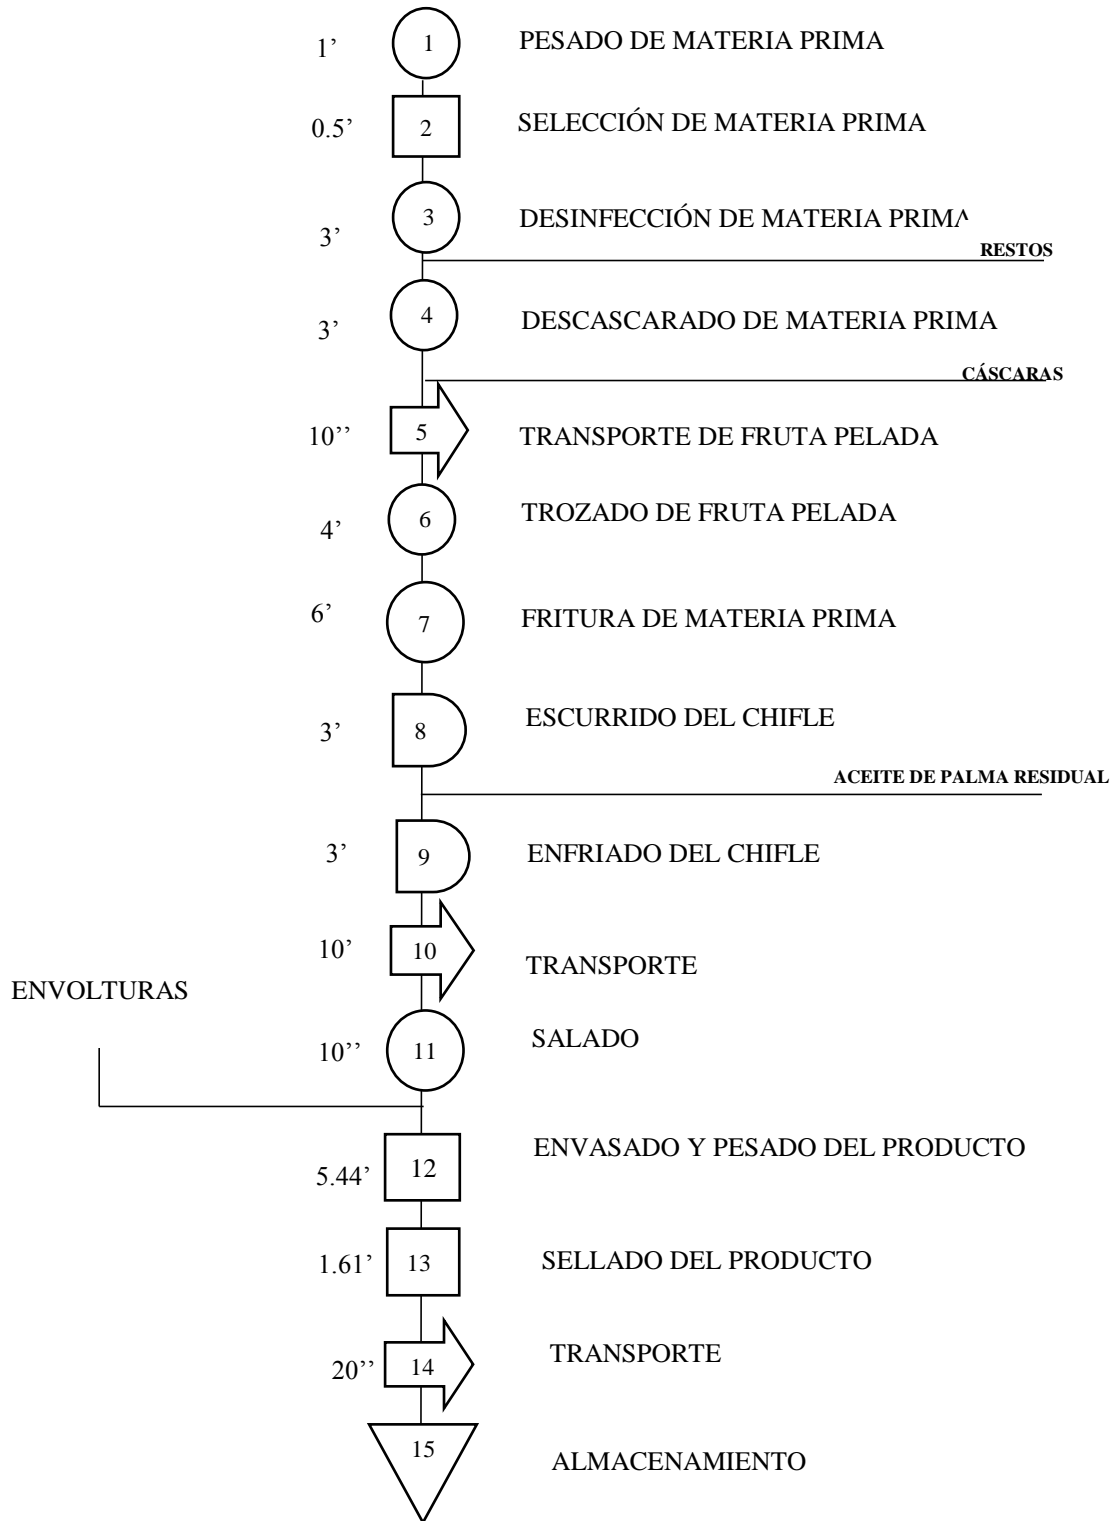 1’
1
PESADO DE MATERIA PRIMA
0.5’
2
SELECCIÓN DE MATERIA PRIMA
3’
3
DESINFECCIÓN DE MATERIA PRIMA
RESTOS
3’
4
DESCASCARADO DE MATERIA PRIMA
CÁSCARAS
10’’
5
TRANSPORTE DE FRUTA PELADA
4’
6
TROZADO DE FRUTA PELADA
6’
7
FRITURA DE MATERIA PRIMA
3’
8
ESCURRIDO DEL CHIFLE
ACEITE DE PALMA RESIDUAL
3’
9
ENFRIADO DEL CHIFLE
10’
10
TRANSPORTE
ENVOLTURAS
10’’
11
SALADO
5.44’
12
ENVASADO Y PESADO DEL PRODUCTO
1.61’
13
SELLADO DEL PRODUCTO
20’’
14
TRANSPORTE
15
ALMACENAMIENTO